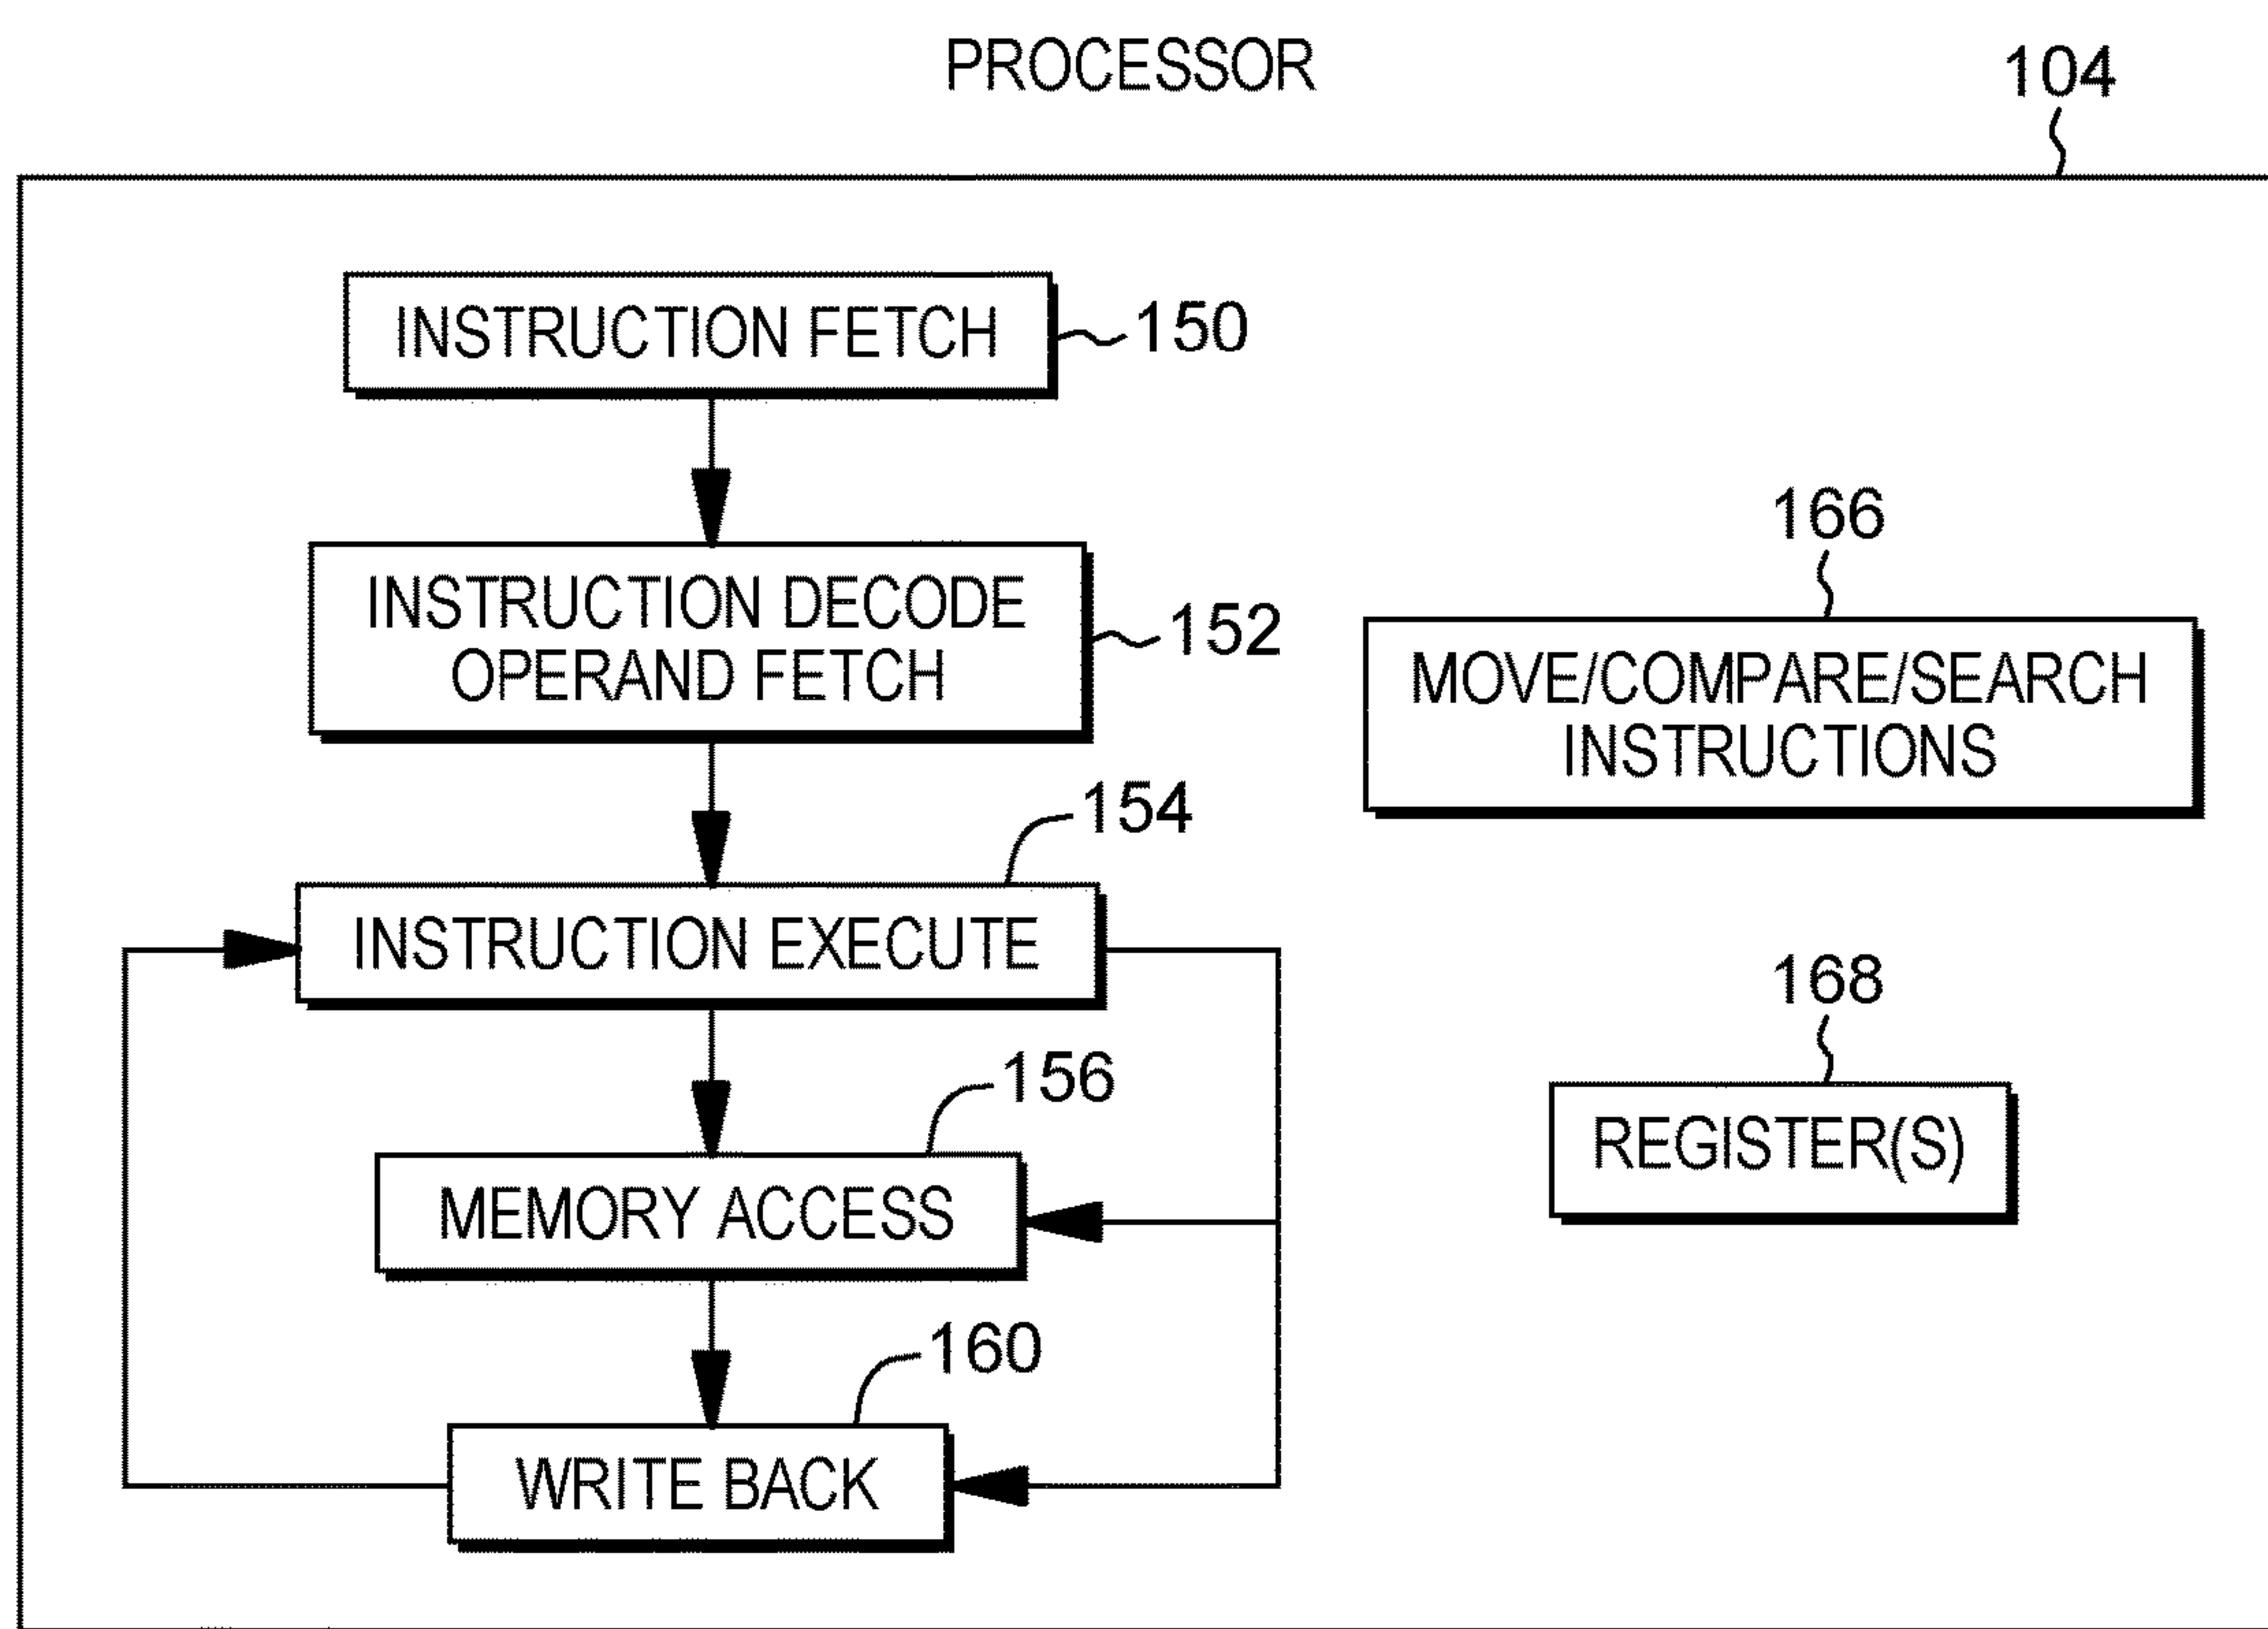 PROCESSOR
104
INSTRUCTION FETCH
150
INSTRUCTION DECODE
OPERAND FETCH
152
166
MOVE/COMPARE/SEARCH
INSTRUCTIONS
154
INSTRUCTION EXECUTE
168
REGISTER(S)
156
MEMORY ACCESS
160
WRITE BACK